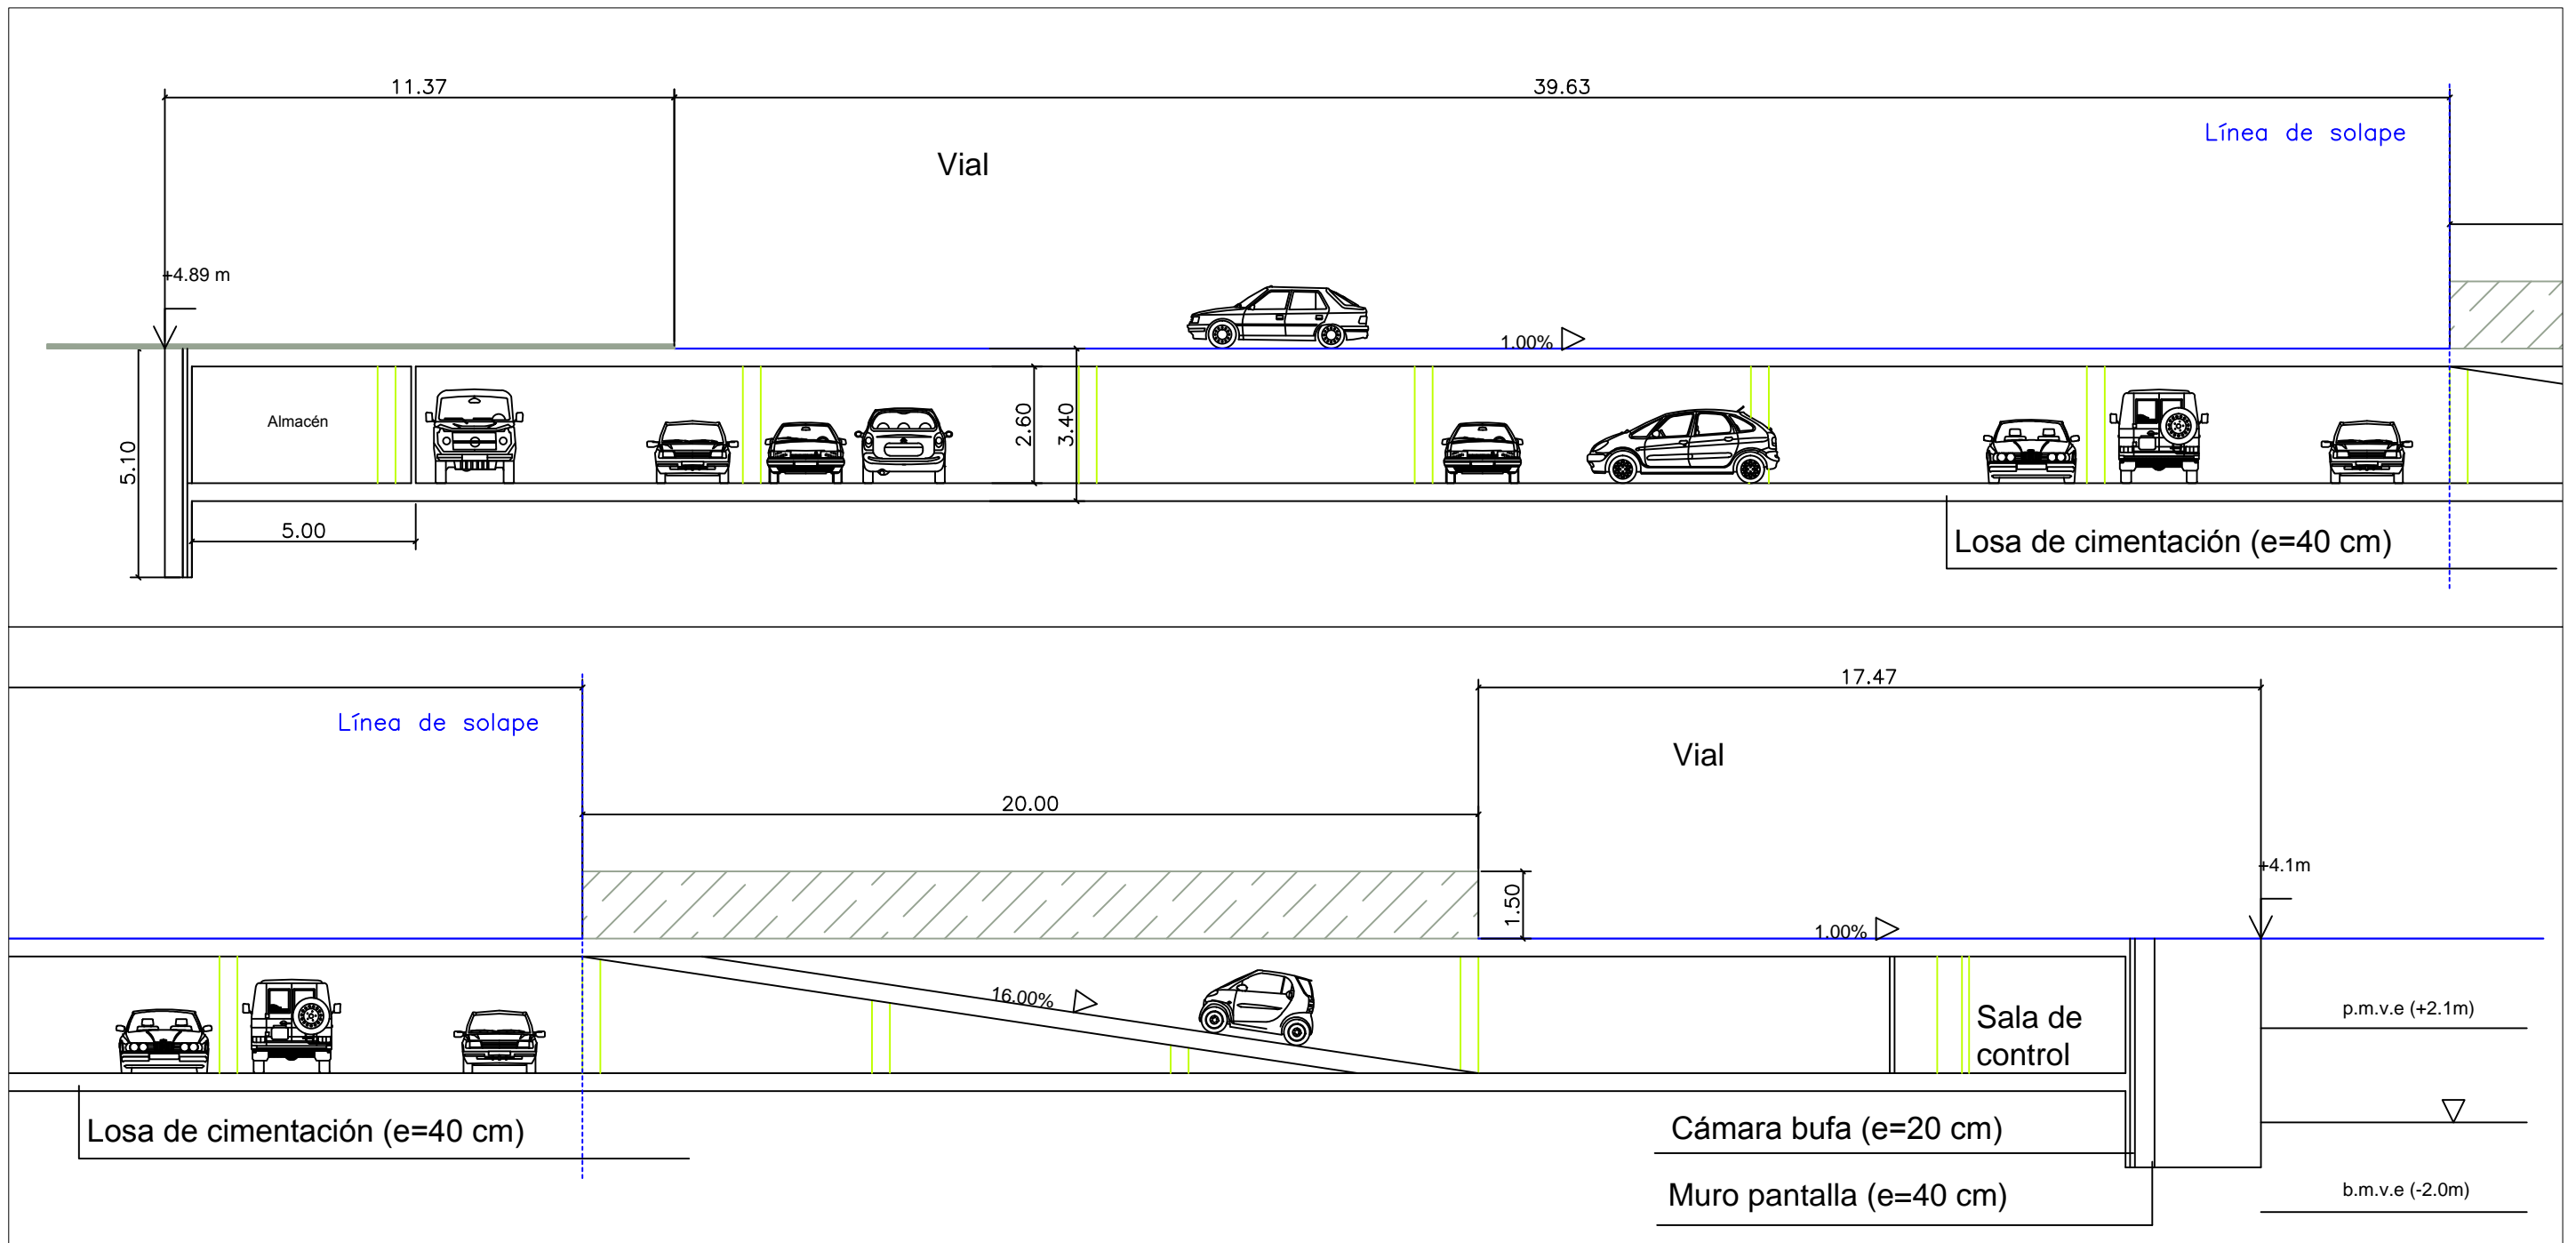 11.37
39.63
Línea de solape
Vial
+4.89 m
1.00%
Almacén
2.60
3.40
5.10
5.00
Losa de cimentación (e=40 cm)
17.47
Línea de solape
Vial
20.00
+4.1m
1.50
1.00%
16.00%
p.m.v.e (+2.1m)
Sala de
control
Losa de cimentación (e=40 cm)
Cámara bufa (e=20 cm)
Muro pantalla (e=40 cm)
b.m.v.e (-2.0m)